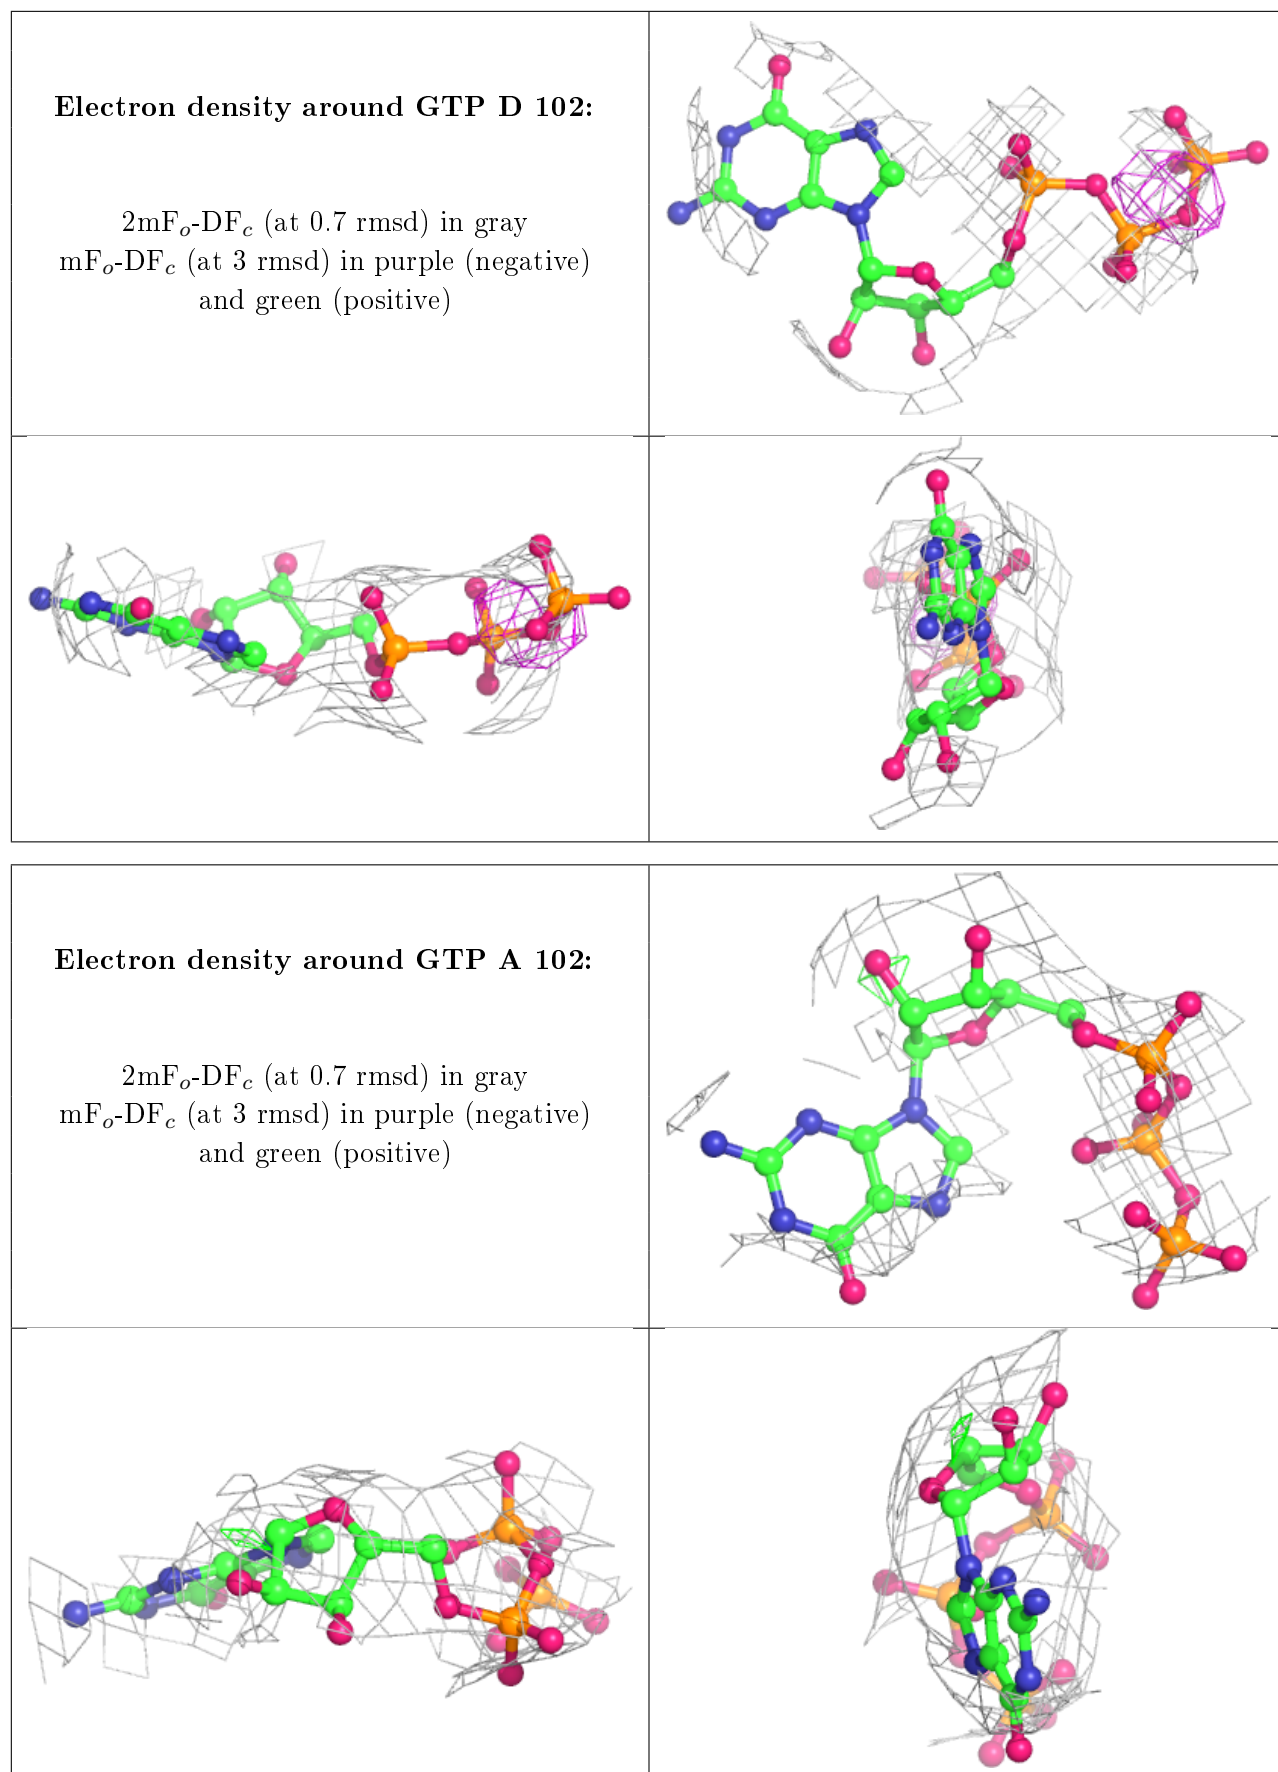 Electron density around GTP D 102:
2mFo-DFc (at 0.7 rmsd) in gray
mFo-DFc (at 3 rmsd) in purple (negative)
and green (positive)
Electron density around GTP A 102:
2mFo-DFc (at 0.7 rmsd) in gray
mFo-DFc (at 3 rmsd) in purple (negative)
and green (positive)